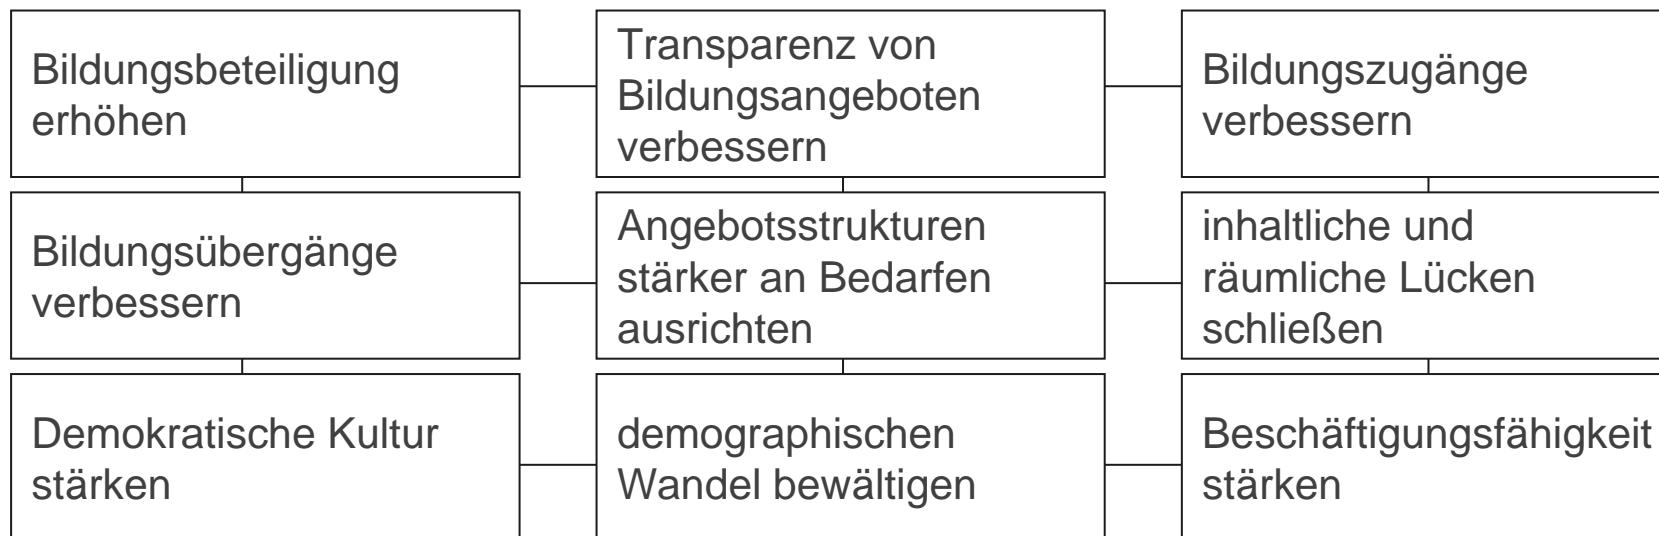 Bildungsbeteiligung
erhöhen
Transparenz von
Bildungsangeboten
verbessern
Bildungszugänge
verbessern
Bildungsübergänge
verbessern
Angebotsstrukturen
stärker an Bedarfen
ausrichten
inhaltliche und
räumliche Lücken
schließen
Demokratische Kultur
stärken
demographischen
Wandel bewältigen
Beschäftigungsfähigkeit
stärken